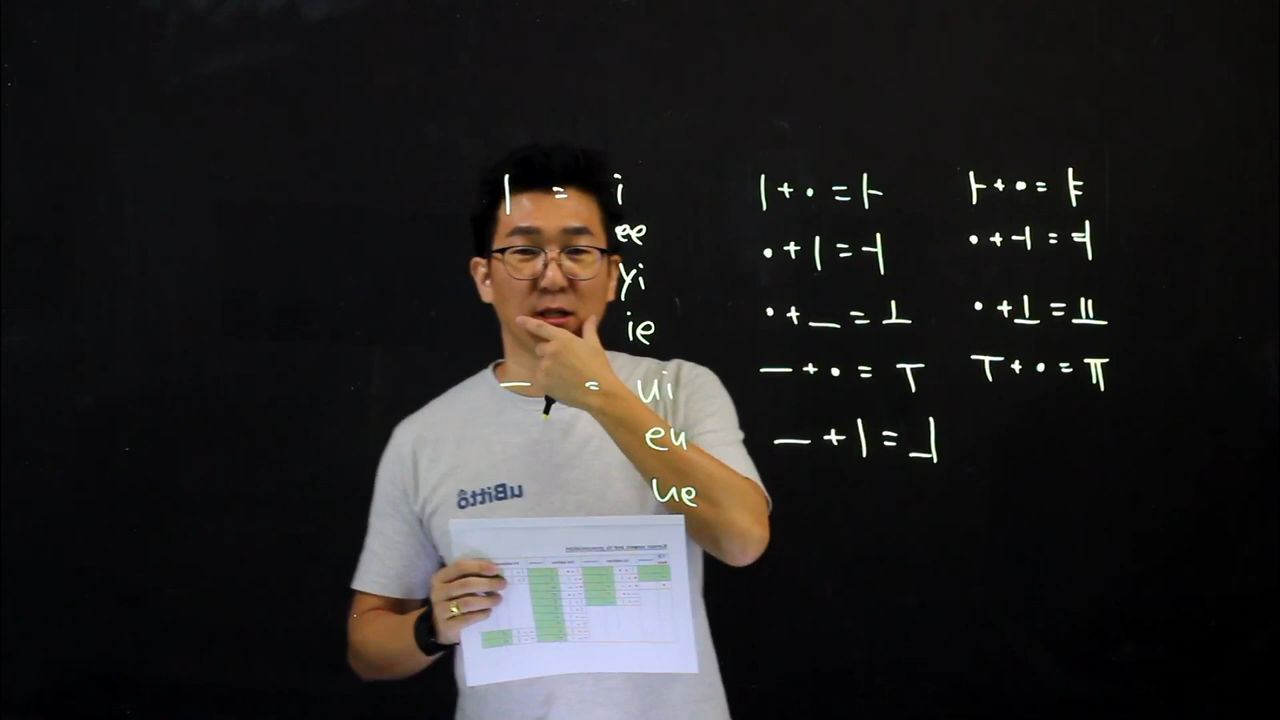 ㅣ = i
ee
yi
ie
ㅡ = ui
eu
ue
ㅣ + • = ㅏ
• + ㅣ = ㅓ
• + ㅡ = ㅗ
ㅡ + • = ㅜ
ㅡ + ㅣ = ㅢ
ㅏ + • = ㅑ
• + ㅓ = ㅕ
• + ㅗ = ㅛ
ㅜ + • = ㅠ
uBitto